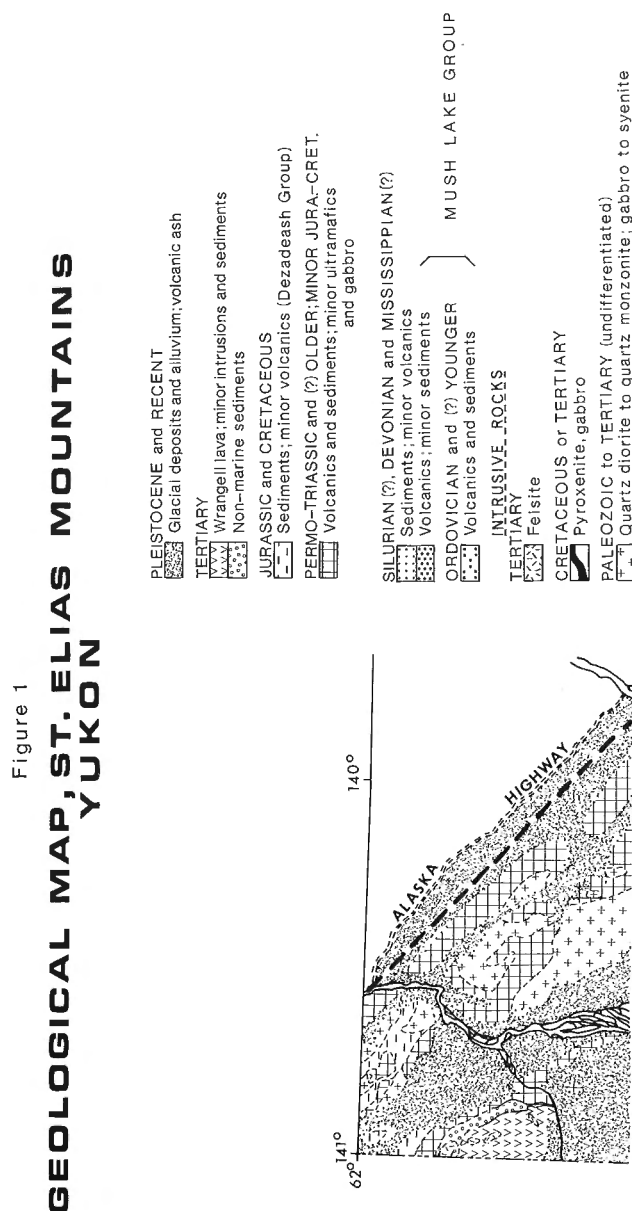 Figure 1
GEOLOGICAL MAP, ST. ELIAS MOUNTAINS
YUKON
PLEISTOCENE and RECENT
Glacial deposits and alluvium; volcanic ash
TERTIARY
Wrangell lava; minor intrusions and sediments
Non-marine sediments
JURASSIC and CRETACEOUS
Sediments; minor volcanics (Dezadeash Group)
PERMO-TRIASSIC and (?) OLDER; MINOR JURA.-CRET.
Volcanics and sediments; minor ultramafics
and gabbro
SILURIAN (?), DEVONIAN and MISSISSIPPIAN (?)
Sediments; minor volcanics
Volcanics; minor sediments
MUSH LAKE GROUP
ORDOVICIAN and (?) YOUNGER
Volcanics and sediments
INTRUSIVE ROCKS
TERTIARY
Felsite
CRETACEOUS or TERTIARY
Pyroxenite, gabbro
PALEOZOIC to TERTIARY (undifferentiated)
Quartz diorite to quartz monzonite; gabbro to syenite
62°
141°
140°
ALASKA
HIGHWAY